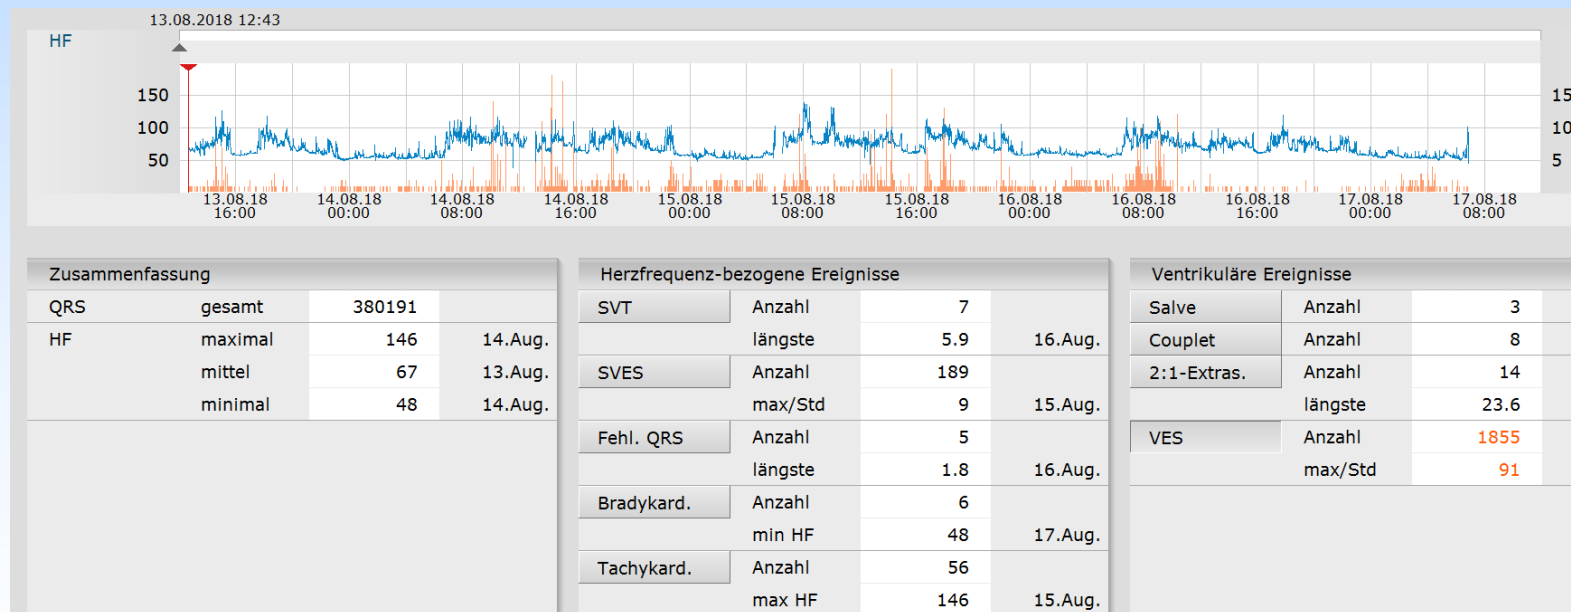 13.08.2018 12:43
HF
150 15
100 10
50 5
13.08.18 14.08.18 14.08.18 14.08.18 15.08.18 15.08.18 15.08.18 16.08.18 16.08.18 16.08.18 17.08.18 17.08.18
16:00 00:00 08:00 16:00 00:00 08:00 16:00 00:00 08:00 16:00 00:00 08:00
Zusammenfassung
QRS gesamt 380191
HF maximal 146 14.Aug.
mittel 67 13.Aug.
minimal 48 14.Aug.
Herzfrequenz-bezogene Ereignisse
SVT Anzahl 7
längste 5.9 16.Aug.
SVES Anzahl 189
max/Std 9 15.Aug.
Fehl. QRS Anzahl 5
längste 1.8 16.Aug.
Bradykard. Anzahl 6
min HF 48 17.Aug.
Tachykard. Anzahl 56
max HF 146 15.Aug.
Ventrikuläre Ereignisse
Salve Anzahl 3
Couplet Anzahl 8
2:1-Extras. Anzahl 14
längste 23.6
VES Anzahl 1855
max/Std 91